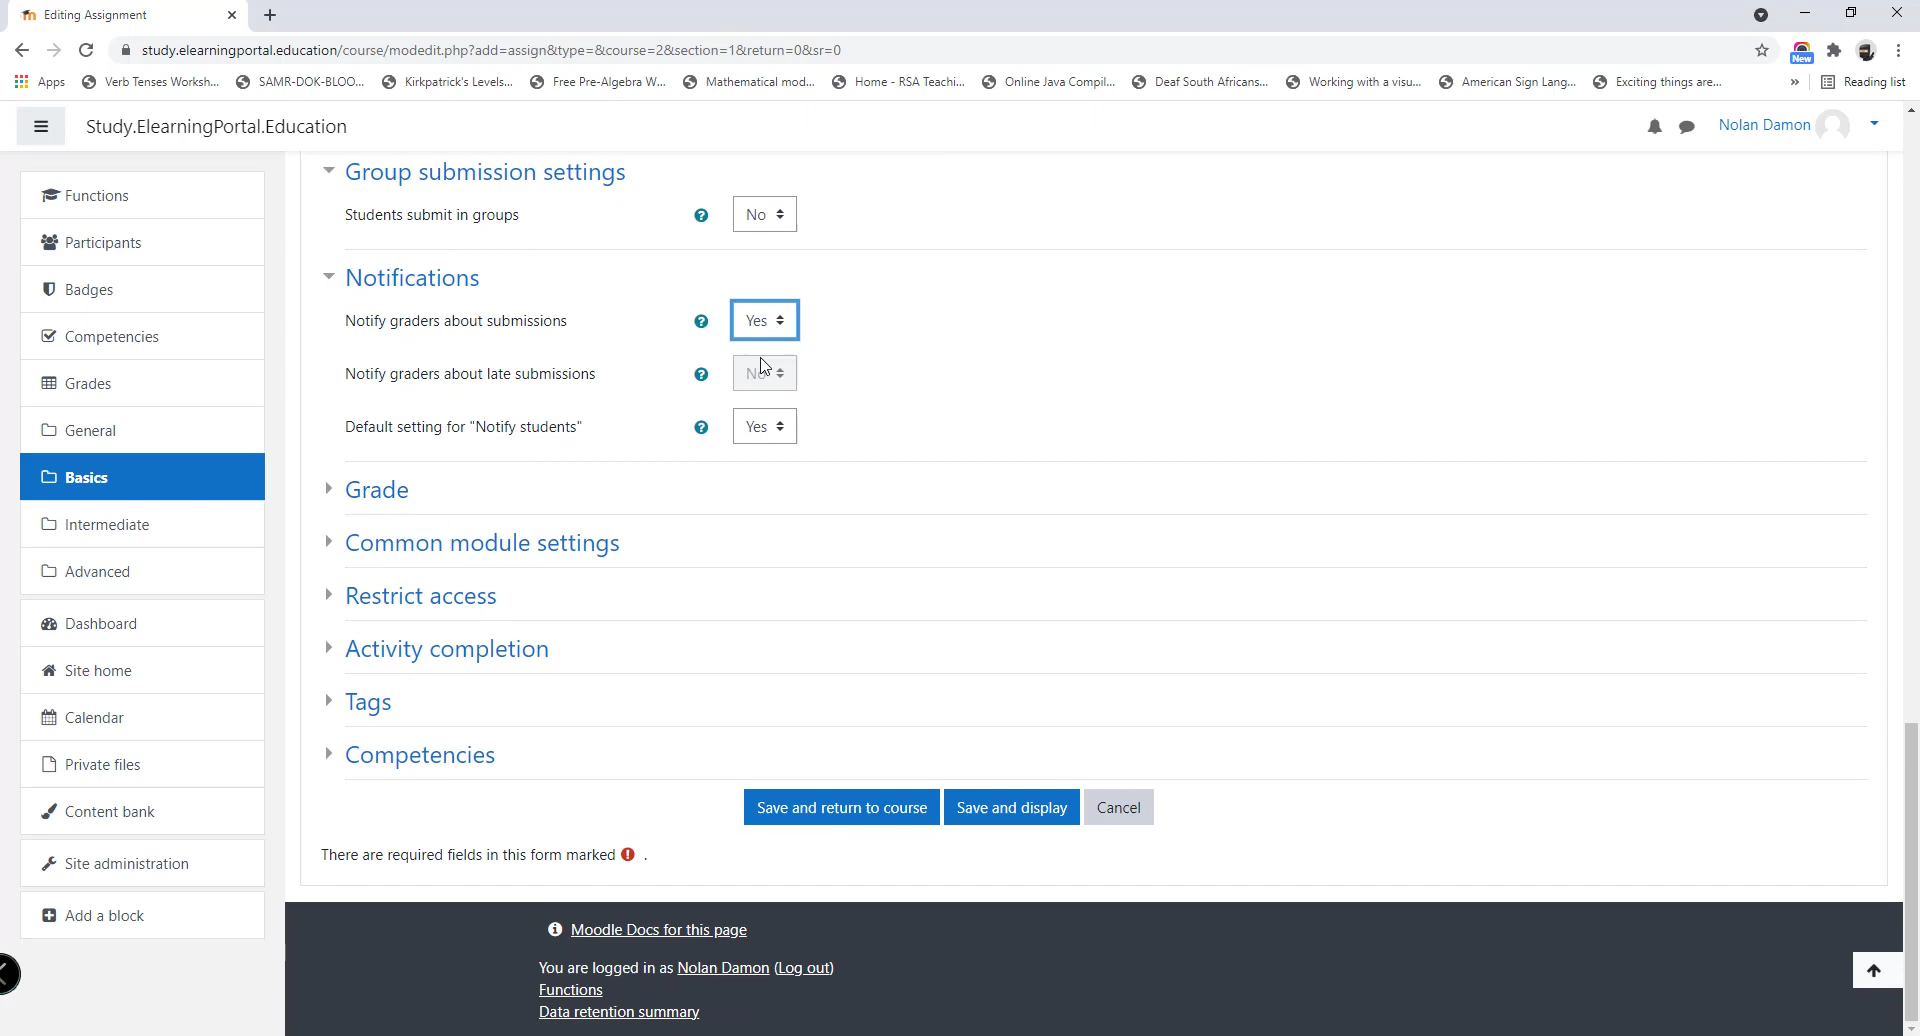 Editing Assignment
study.elearningportal.education/course/modedit.php?add=assign&type=&course=2&section=1&return=0&sr=0
New
Apps
Verb Tenses Worksh...
SAMR-DOK-BLOO...
Kirkpatrick's Levels...
Free Pre-Algebra W...
Mathematical mod...
Home - RSA Teachi...
Online Java Compil...
Deaf South Africans...
Working with a visu...
American Sign Lang...
Exciting things are...
»
Reading list
Study.ElearningPortal.Education
Nolan Damon
Functions
Participants
Badges
Competencies
Grades
General
Basics
Intermediate
Advanced
Dashboard
Site home
Calendar
Private files
Content bank
Site administration
Add a block
Group submission settings
Students submit in groups ? No
Notifications
Notify graders about submissions ? Yes
Notify graders about late submissions ? No
Default setting for "Notify students" ? Yes
Grade
Common module settings
Restrict access
Activity completion
Tags
Competencies
Save and return to course Save and display Cancel
There are required fields in this form marked ! .
Moodle Docs for this page
You are logged in as Nolan Damon (Log out)
Functions
Data retention summary